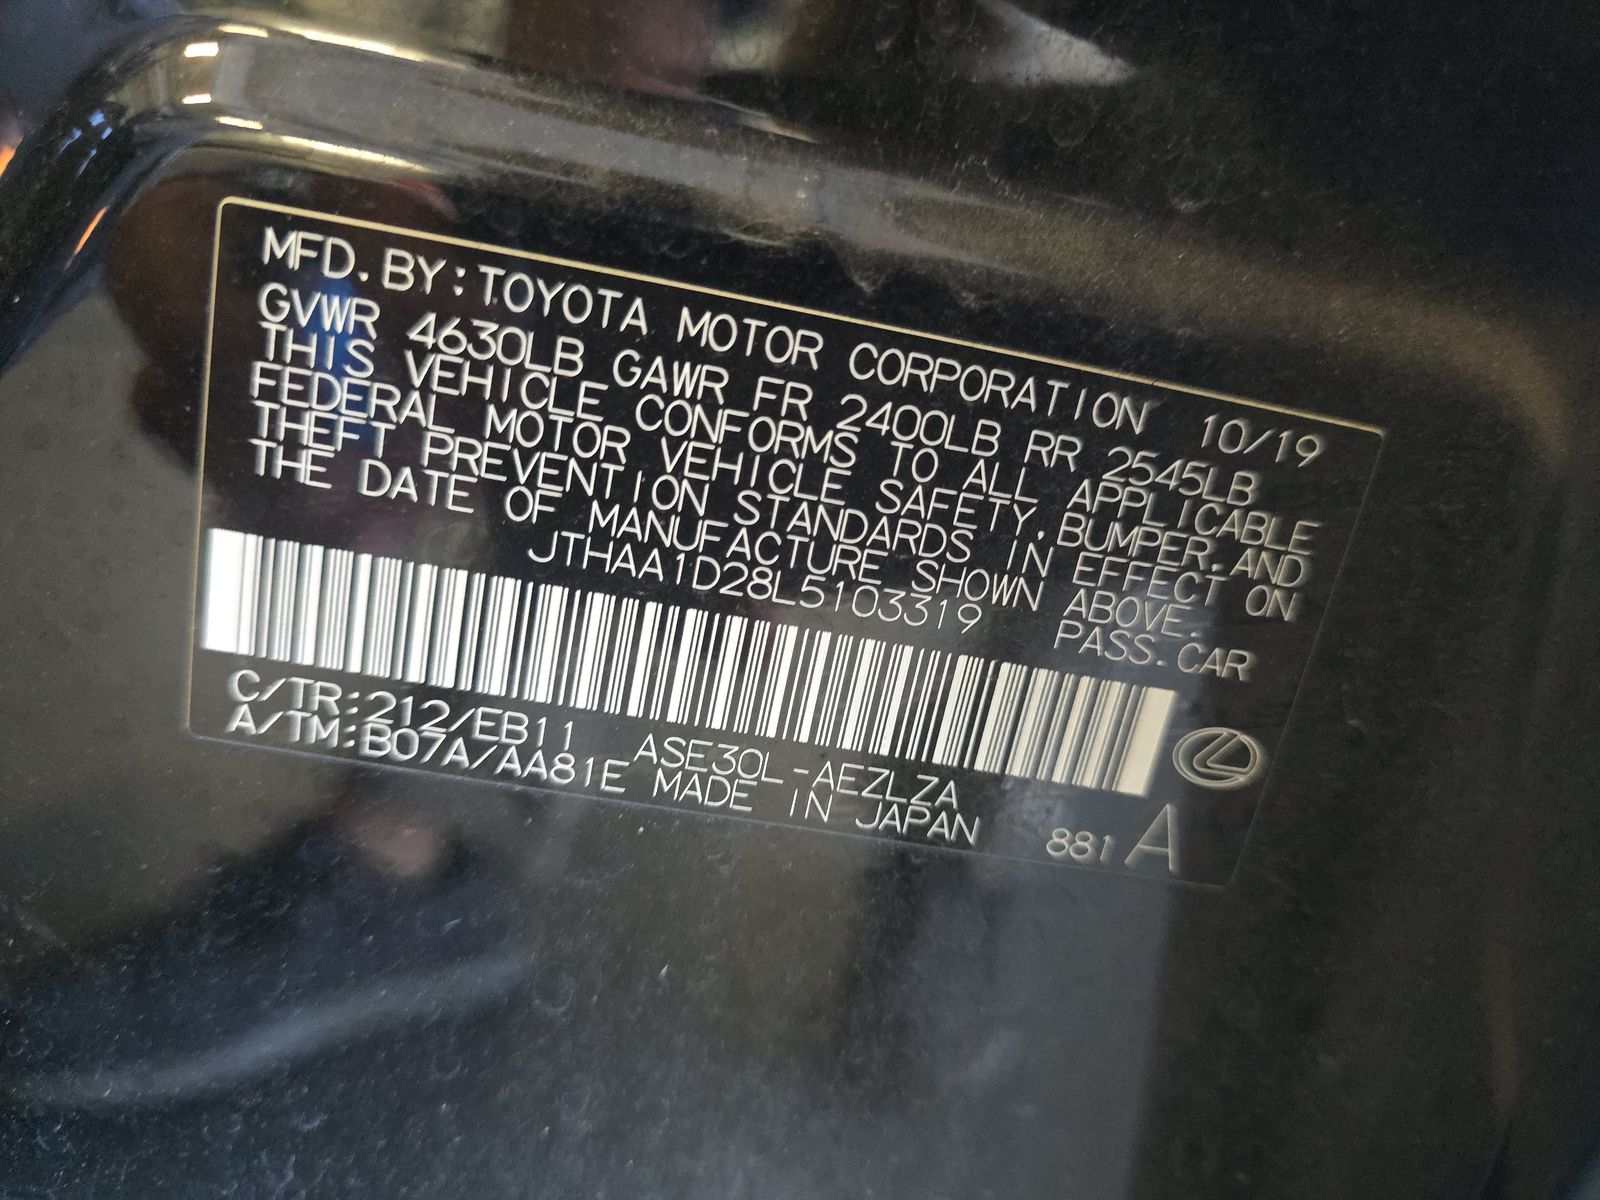 MFD.BY:TOYOTA MOTOR CORPORATION 10/19
GVWR 4630LB GAWR FR 2400LB RR 2545LB
THIS VEHICLE CONFORMS TO ALL APPLICABLE
FEDERAL MOTOR VEHICLE SAFETY,BUMPER,AND
THEFT PREVENTION STANDARDS IN EFFECT ON
THE DATE OF MANUFACTURE SHOWN ABOVE.
JTHAA1D28L5103319 PASS.CAR
C/TR:212/EB11 ASE30L-AEZLZA
A/TM:B07A/AA81E MADE IN JAPAN 881 A